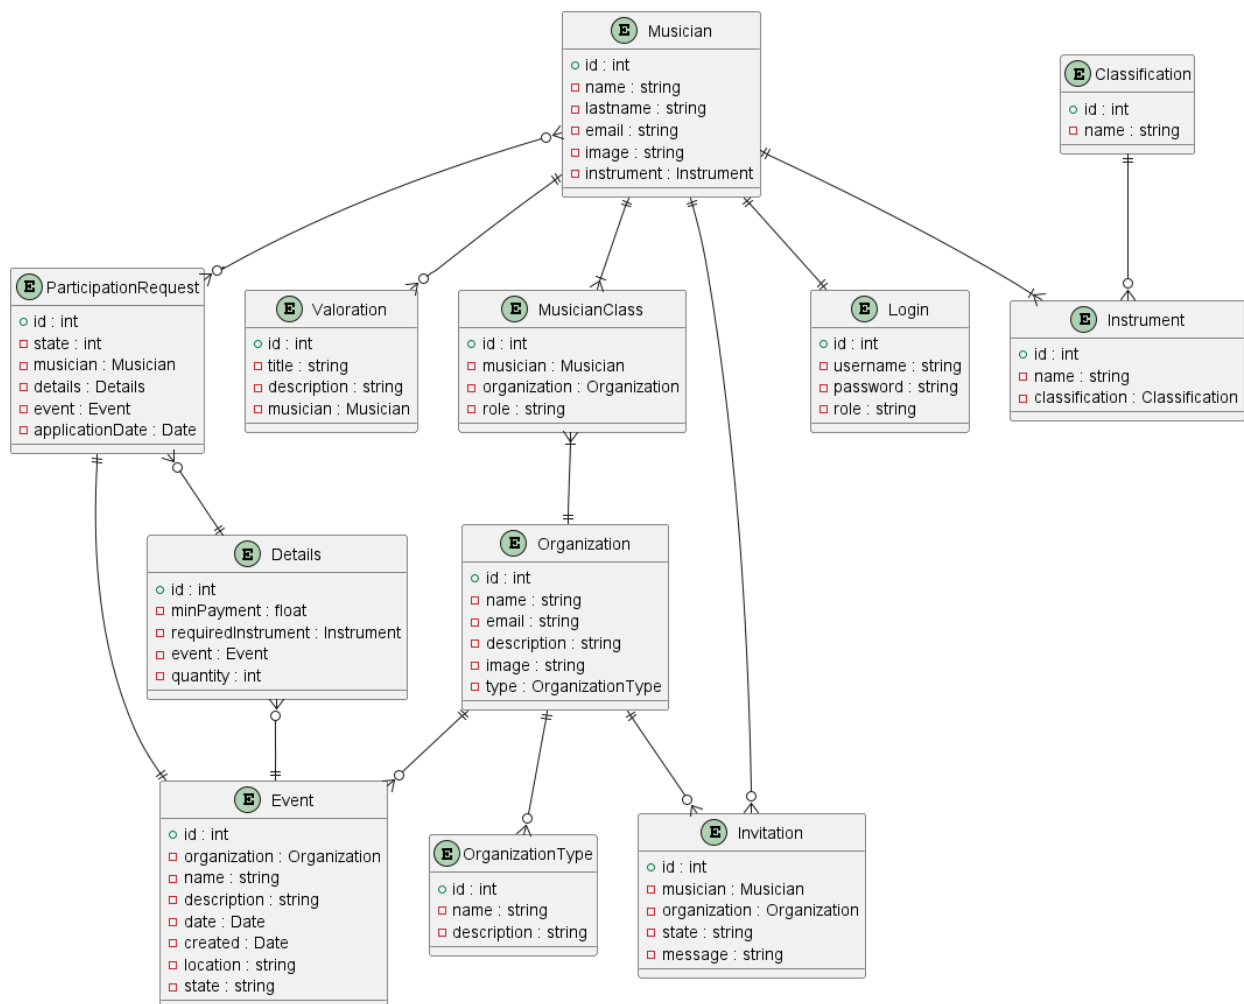 E Musician
id : int
name : string
lastname : string
email : string
image : string
instrument : Instrument
E Classification
id : int
name : string
E ParticipationRequest
id : int
state : int
musician : Musician
details : Details
event : Event
applicationDate : Date
E Valoration
id : int
title : string
description : string
musician : Musician
E MusicianClass
id : int
musician : Musician
organization : Organization
role : string
E Login
id : int
username : string
password : string
role : string
E Instrument
id : int
name : string
classification : Classification
E Details
id : int
minPayment : float
requiredInstrument : Instrument
event : Event
quantity : int
E Organization
id : int
name : string
email : string
description : string
image : string
type : OrganizationType
E Event
id : int
organization : Organization
name : string
description : string
date : Date
created : Date
location : string
state : string
E OrganizationType
id : int
name : string
description : string
E Invitation
id : int
musician : Musician
organization : Organization
state : string
message : string